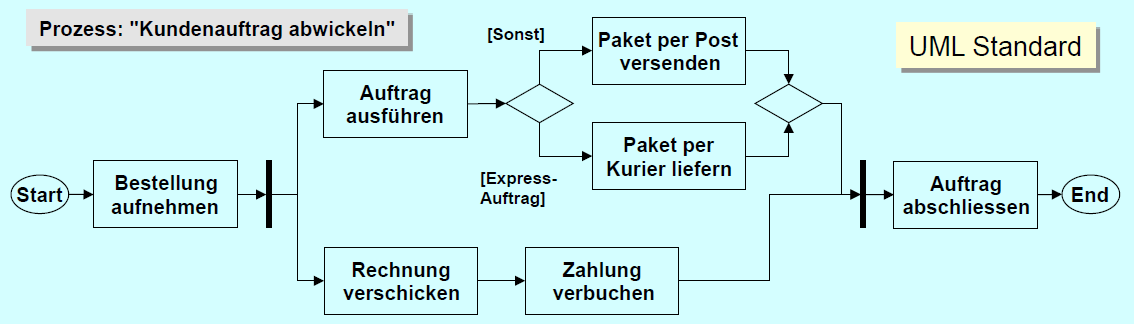 Prozess: "Kundenauftrag abwickeln"
UML Standard
Start
Bestellung
aufnehmen
Auftrag
ausführen
[Sonst]
Paket per Post
versenden
[Express-
Auftrag]
Paket per
Kurier liefern
Rechnung
verschicken
Zahlung
verbuchen
Auftrag
abschliessen
End